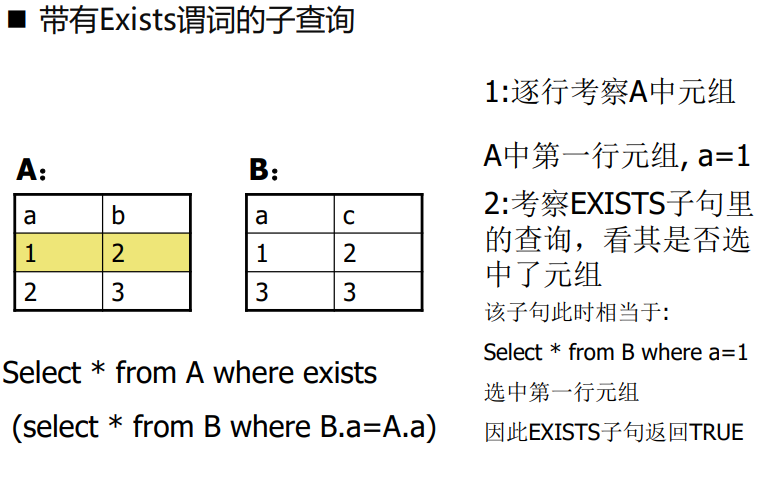 ■ 带有Exists谓词的子查询
A：
a b
1 2
2 3
B：
a c
1 2
3 3
Select * from A where exists
(select * from B where B.a=A.a)
1:逐行考察A中元组
A中第一行元组, a=1
2:考察EXISTS子句里
的查询，看其是否选
中了元组
该子句此时相当于:
Select * from B where a=1
选中第一行元组
因此EXISTS子句返回TRUE